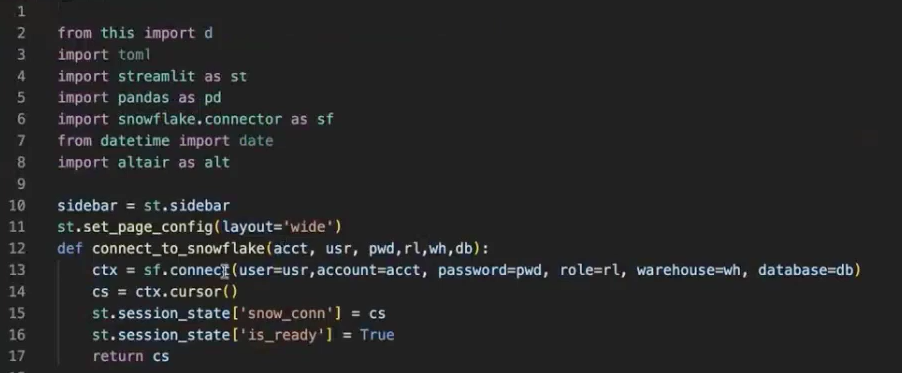 1
2 from this import d
3 import toml
4 import streamlit as st
5 import pandas as pd
6 import snowflake.connector as sf
7 from datetime import date
8 import altair as alt
9
10 sidebar = st.sidebar
11 st.set_page_config(layout='wide')
12 def connect_to_snowflake(acct, usr, pwd,rl,wh,db):
13     ctx = sf.connect(user=usr,account=acct, password=pwd, role=rl, warehouse=wh, database=db)
14     cs = ctx.cursor()
15     st.session_state['snow_conn'] = cs
16     st.session_state['is_ready'] = True
17     return cs